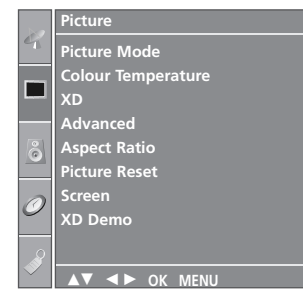 Picture
Picture Mode
Colour Temperature
XD
Advanced
Aspect Ratio
Picture Reset
Screen
XD Demo
▲▼ ◄► OK MENU